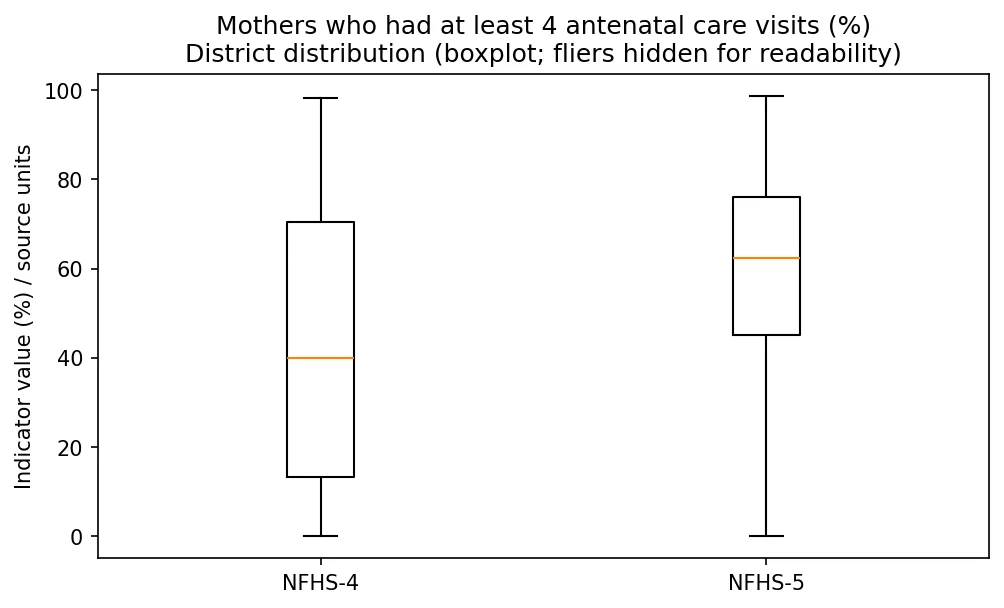 Mothers who had at least 4 antenatal care visits (%)
District distribution (boxplot; fliers hidden for readability)
Indicator value (%) / source units
100
80
60
40
20
0
NFHS-4
NFHS-5